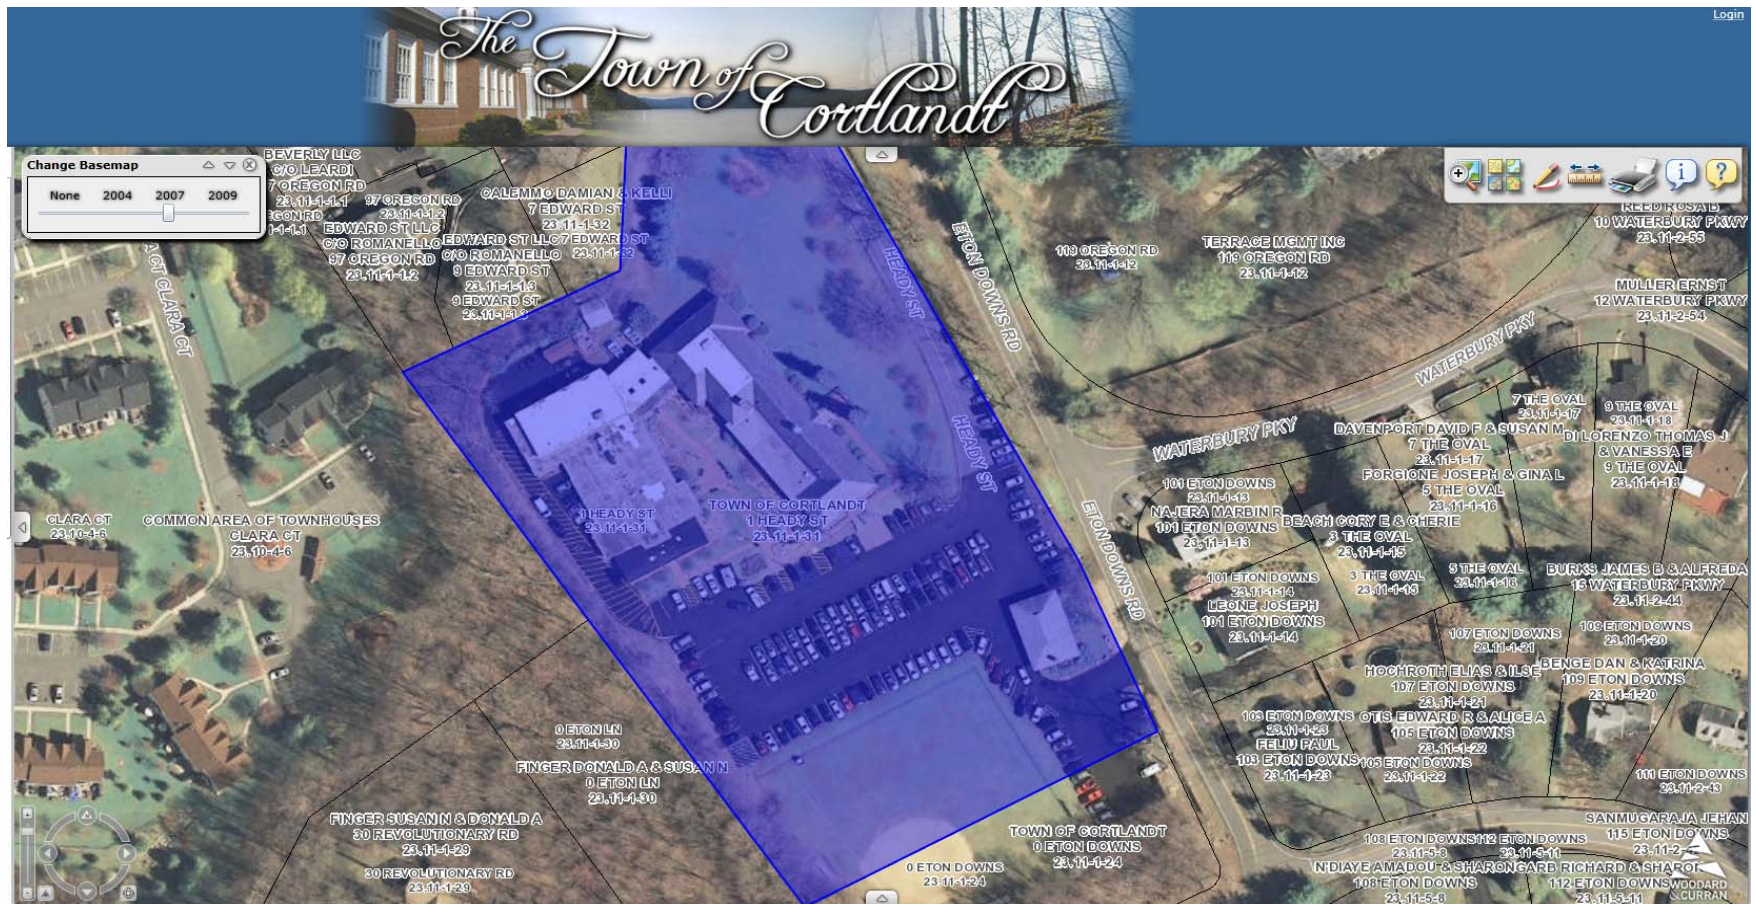 Login
The Town of Cortlandt
Change Basemap
None 2004 2007 2009
BEVERLY LLC
C/O LEARDI
7 OREGON RD
23.11-1-1.1
EGON RD
1-1-1.1
97 OREGON RD
23.11-1-1.2
EDWARD ST LLC
C/O ROMANELLO
97 OREGON RD
23.11-1-1.2
CALEMMO DAMIAN & KELLI
7 EDWARD ST
23.11-1-32
7 EDWARD ST
23.11-1-32
EDWARD ST LLC
C/O ROMANELLO
9 EDWARD ST
23.11-1-1.3
9 EDWARD ST
23.11-1-1.3
CLARA CT
HEADY ST
HEADY ST
ETON DOWNS RD
ETON DOWNS RD
119 OREGON RD
23.11-1-12
TERRACE MGMT INC
119 OREGON RD
23.11-1-12
REED ROSA B
10 WATERBURY PKWY
23.11-2-55
MULLER ERNST
12 WATERBURY PKWY
23.11-2-54
WATERBURY PKY
WATERBURY PKY
7 THE OVAL
23.11-1-17
9 THE OVAL
23.11-1-18
DAVENPORT DAVID F & SUSAN M
7 THE OVAL
23.11-1-17
DI LORENZO THOMAS J
& VANESSA E
9 THE OVAL
23.11-1-18
FORGIONE JOSEPH & GINA L
5 THE OVAL
23.11-1-16
101 ETON DOWNS
23.11-1-13
NAJERA MARBIN R
101 ETON DOWNS
23.11-1-13
BEACH CORY E & CHERIE
3 THE OVAL
23.11-1-15
CLARA CT
23.10-4-6
COMMON AREA OF TOWNHOUSES
CLARA CT
23.10-4-6
1 HEADY ST
23.11-1-31
TOWN OF CORTLANDT
1 HEADY ST
23.11-1-31
101 ETON DOWNS
23.11-1-14
LEONE JOSEPH
101 ETON DOWNS
23.11-1-14
3 THE OVAL
23.11-1-15
5 THE OVAL
23.11-1-16
BURKS JAMES B & ALFREDA
15 WATERBURY PKWY
23.11-2-44
107 ETON DOWNS
23.11-1-21
109 ETON DOWNS
23.11-1-20
HOCHROTH ELIAS & ILSE
107 ETON DOWNS
23.11-1-21
BENGE DAN & KATRINA
109 ETON DOWNS
23.11-1-20
103 ETON DOWNS
23.11-1-23
FELIU PAUL
103 ETON DOWNS
23.11-1-23
OTIS EDWARD R & ALICE A
105 ETON DOWNS
23.11-1-22
105 ETON DOWNS
23.11-1-22
111 ETON DOWNS
23.11-2-43
0 ETON LN
23.11-1-30
FINGER DONALD A & SUSAN N
0 ETON LN
23.11-1-30
FINGER SUSAN N & DONALD A
30 REVOLUTIONARY RD
23.11-1-29
30 REVOLUTIONARY RD
23.11-1-29
TOWN OF CORTLANDT
0 ETON DOWNS
23.11-1-24
0 ETON DOWNS
23.11-1-24
SANMUGARAJA JEHAN
115 ETON DOWNS
108 ETON DOWNS
23.11-5-8
112 ETON DOWNS
23.11-5-11
N'DIAYE AMADOU & SHARON
108 ETON DOWNS
23.11-5-8
GARB RICHARD & SHARO
112 ETON DOWNS
23.11-5-11
WOODARD
&CURRAN